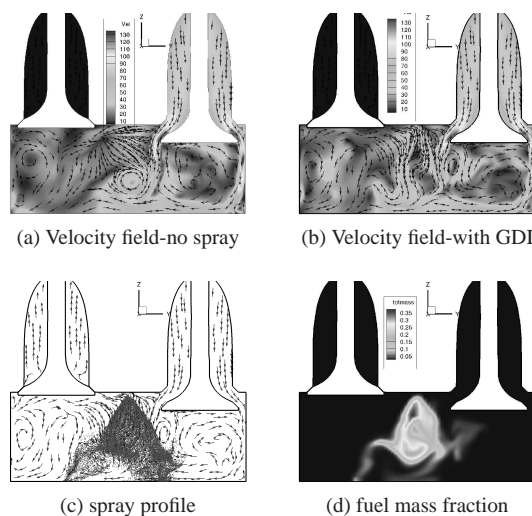 Vel
130
120
110
100
90
80
70
60
50
40
30
20
10
Z
X
Y
(a) Velocity field-no spray
Vel
130
120
110
100
90
80
70
60
50
40
30
20
10
Z
X
Y
(b) Velocity field-with GDI
Z
X
Y
(c) spray profile
totmass
0.35
0.3
0.25
0.2
0.15
0.1
0.05
Z
X
Y
(d) fuel mass fraction